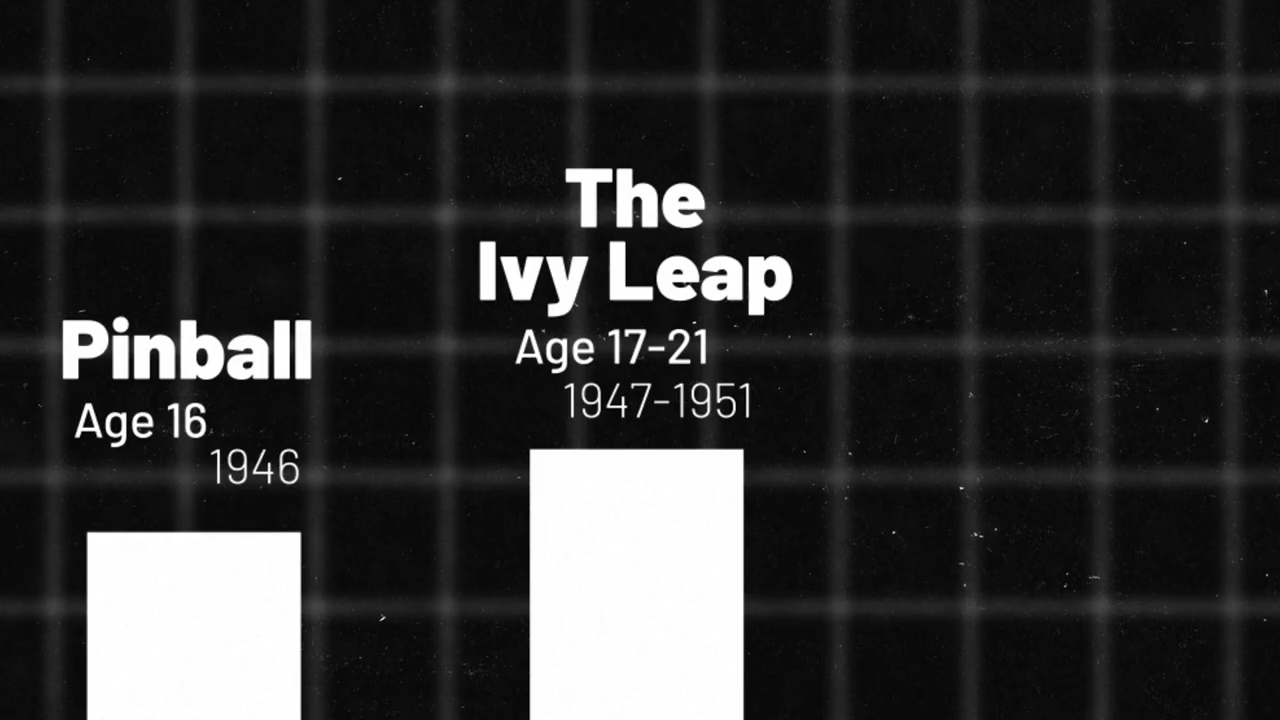 Pinball
Age 16
1946
The
Ivy Leap
Age 17-21
1947-1951